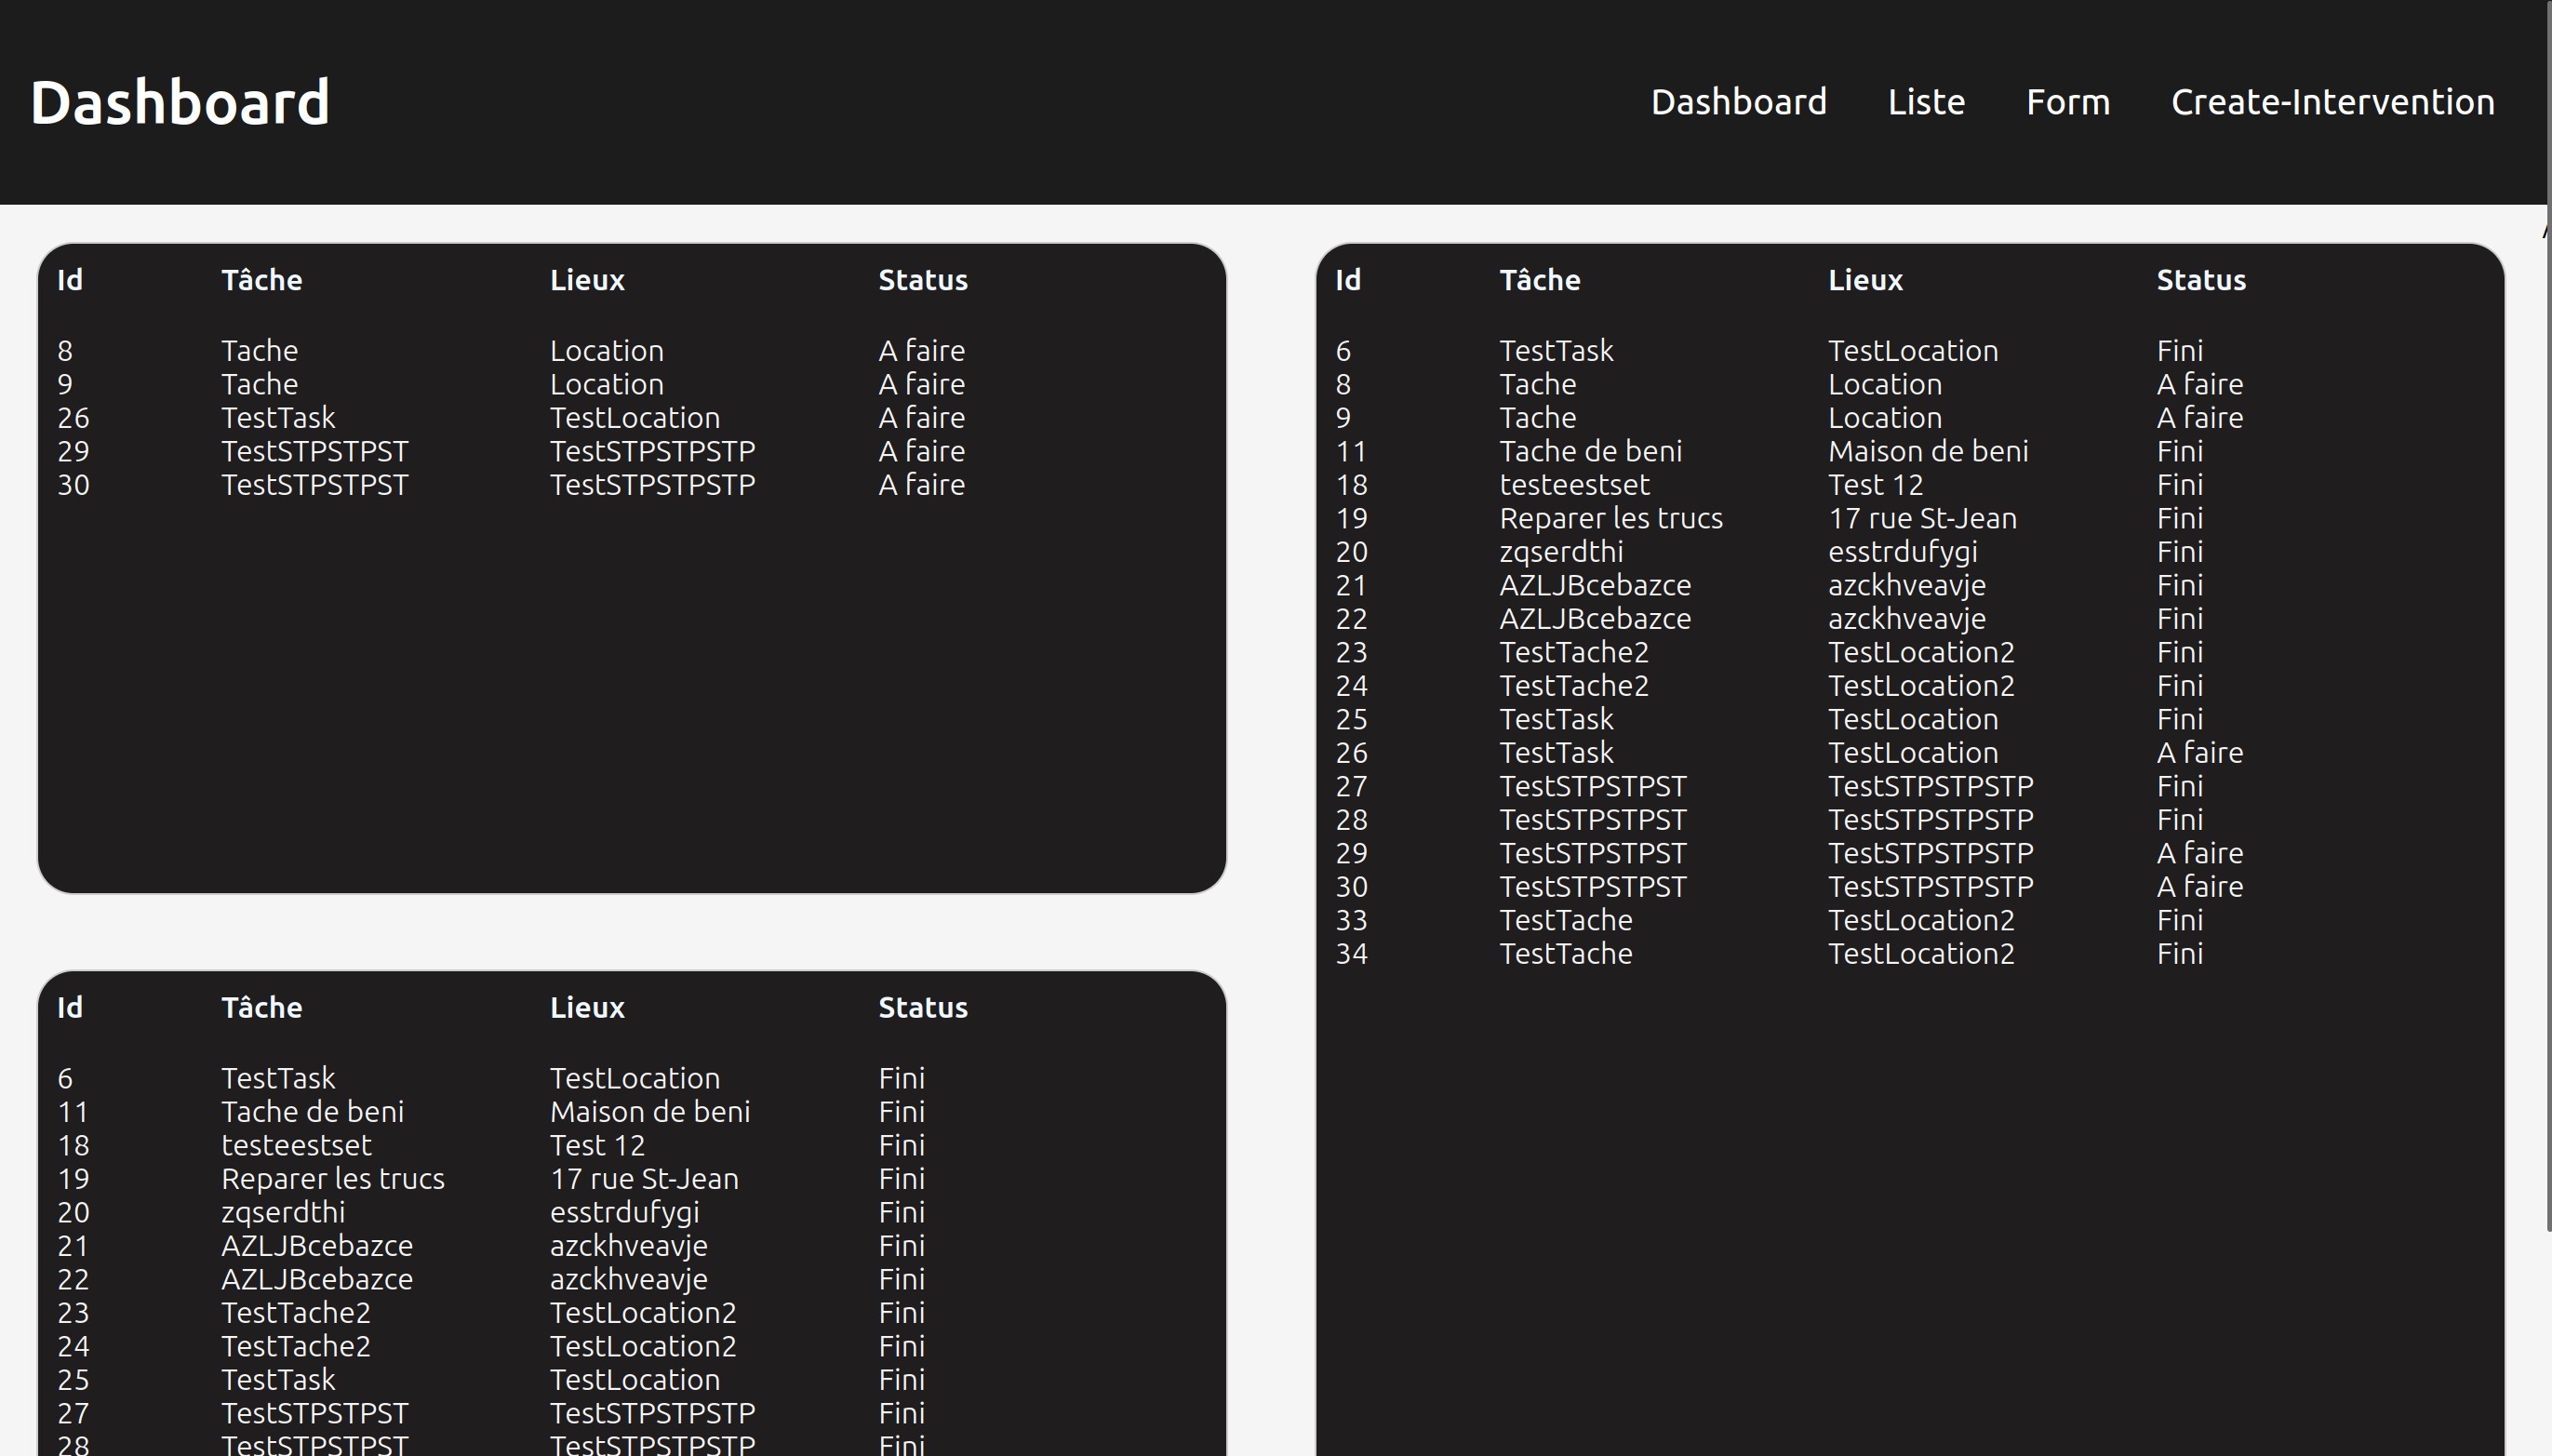 Dashboard
Dashboard Liste Form Create-Intervention
Id Tâche Lieux Status
8 Tache Location A faire
9 Tache Location A faire
26 TestTask TestLocation A faire
29 TestSTPSTPST TestSTPSTPSTP A faire
30 TestSTPSTPST TestSTPSTPSTP A faire
Id Tâche Lieux Status
6 TestTask TestLocation Fini
11 Tache de beni Maison de beni Fini
18 testeestset Test 12 Fini
19 Reparer les trucs 17 rue St-Jean Fini
20 zqserdthi esstrdufygi Fini
21 AZLJBcebazce azckhveavje Fini
22 AZLJBcebazce azckhveavje Fini
23 TestTache2 TestLocation2 Fini
24 TestTache2 TestLocation2 Fini
25 TestTask TestLocation Fini
27 TestSTPSTPST TestSTPSTPSTP Fini
28 TestSTPSTPST TestSTPSTPSTP Fini
Id Tâche Lieux Status
6 TestTask TestLocation Fini
8 Tache Location A faire
9 Tache Location A faire
11 Tache de beni Maison de beni Fini
18 testeestset Test 12 Fini
19 Reparer les trucs 17 rue St-Jean Fini
20 zqserdthi esstrdufygi Fini
21 AZLJBcebazce azckhveavje Fini
22 AZLJBcebazce azckhveavje Fini
23 TestTache2 TestLocation2 Fini
24 TestTache2 TestLocation2 Fini
25 TestTask TestLocation Fini
26 TestTask TestLocation A faire
27 TestSTPSTPST TestSTPSTPSTP Fini
28 TestSTPSTPST TestSTPSTPSTP Fini
29 TestSTPSTPST TestSTPSTPSTP A faire
30 TestSTPSTPST TestSTPSTPSTP A faire
33 TestTache TestLocation2 Fini
34 TestTache TestLocation2 Fini